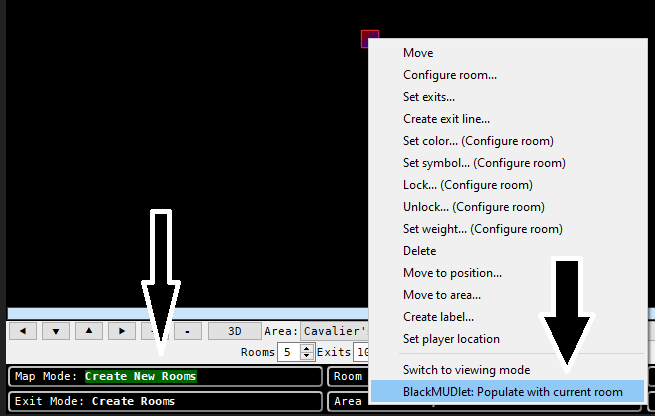 Move
Configure room...
Set exits...
Create exit line...
Set color... (Configure room)
Set symbol... (Configure room)
Lock... (Configure room)
Unlock... (Configure room)
Set weight... (Configure room)
Delete
Move to position...
Move to area...
Create label...
Set player location
Switch to viewing mode
BlackMUDlet: Populate with current room
- 3D Area: Cavalier's
Rooms 5 Exits 10
Map Mode: Create New Rooms
Room
Exit Mode: Create Rooms
Area